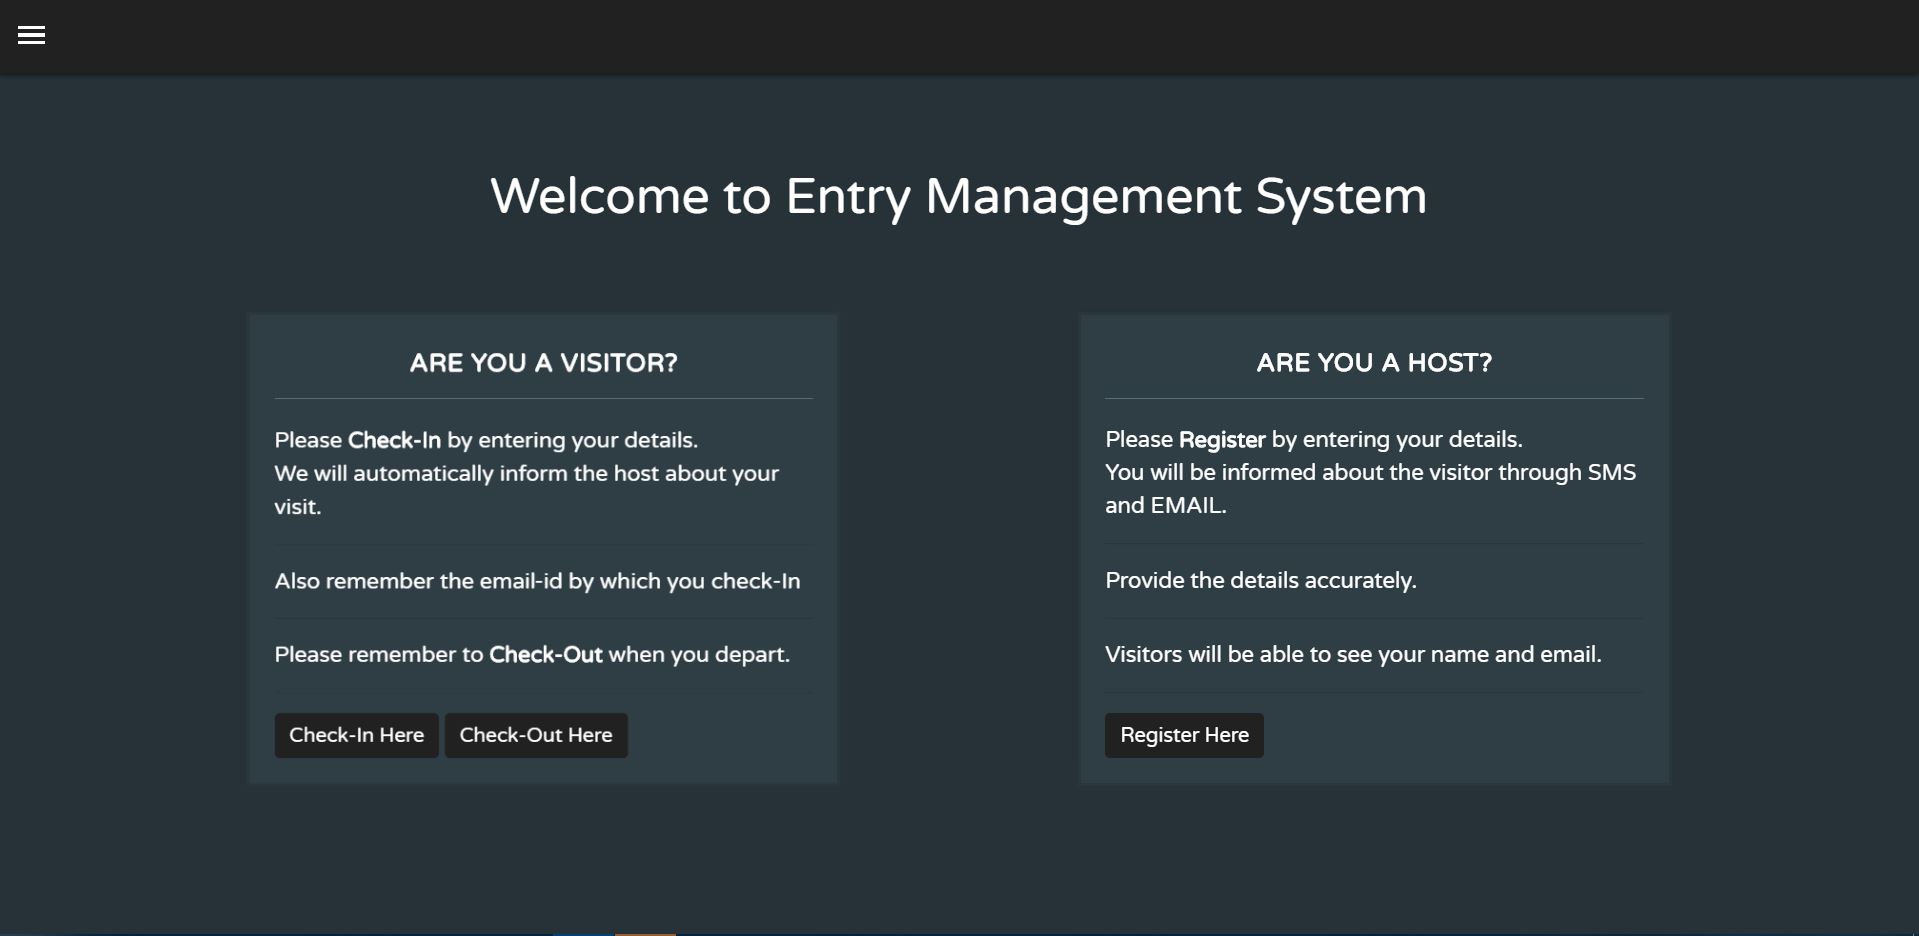 Welcome to Entry Management System
ARE YOU A VISITOR?
Please Check-In by entering your details.
We will automatically inform the host about your
visit.
Also remember the email-id by which you check-In
Please remember to Check-Out when you depart.
Check-In Here
Check-Out Here
ARE YOU A HOST?
Please Register by entering your details.
You will be informed about the visitor through SMS
and EMAIL.
Provide the details accurately.
Visitors will be able to see your name and email.
Register Here